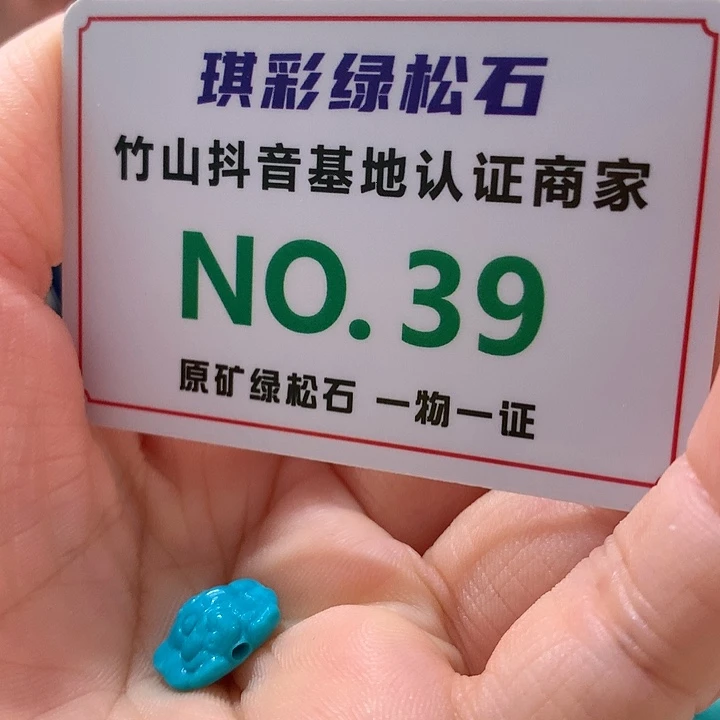 琪彩绿松石
竹山抖音基地认证商家
NO.39
原矿绿松石 一物一证